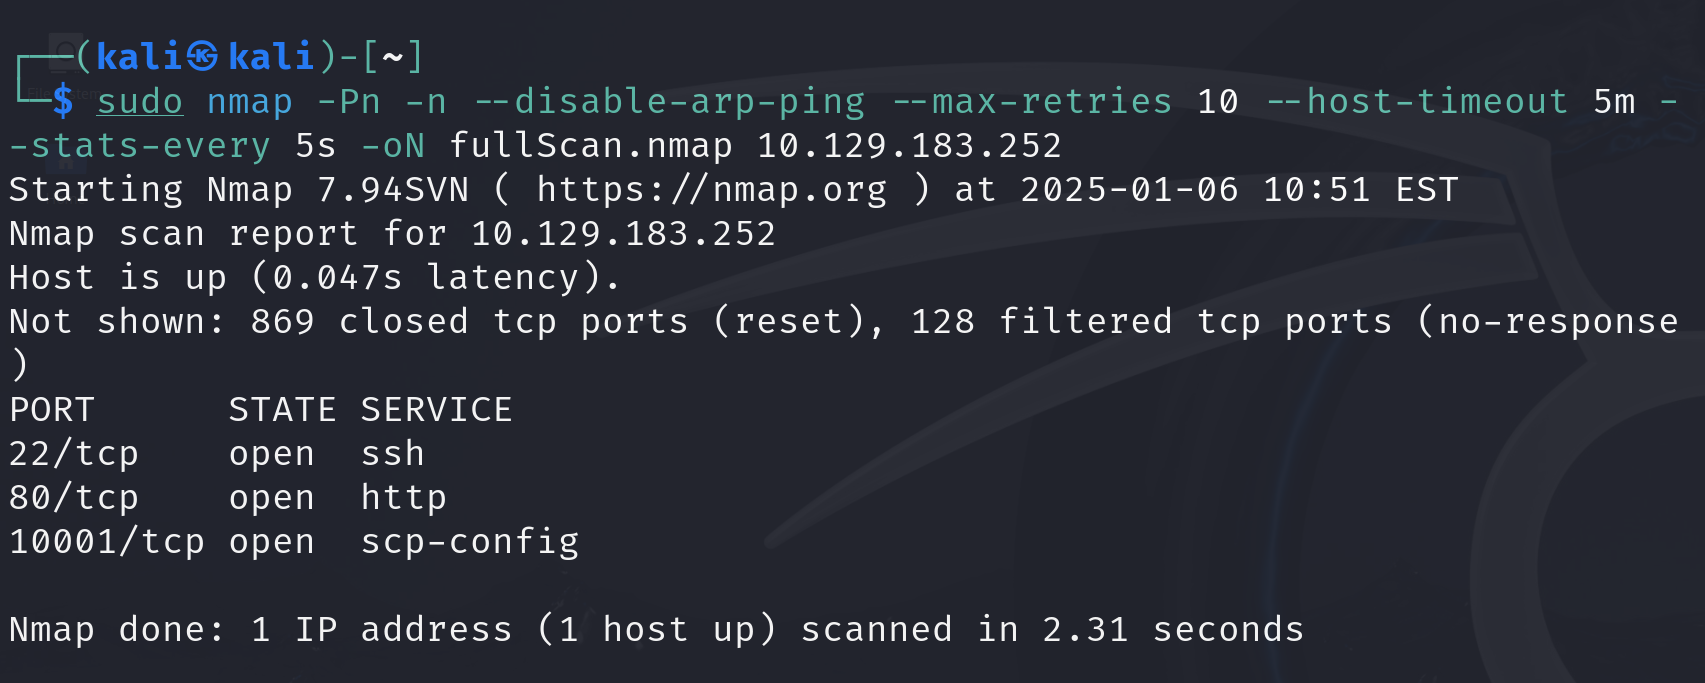 ┌──(kali㉿kali)-[~]
└─$ sudo nmap -Pn -n --disable-arp-ping --max-retries 10 --host-timeout 5m -
-stats-every 5s -oN fullScan.nmap 10.129.183.252
Starting Nmap 7.94SVN ( https://nmap.org ) at 2025-01-06 10:51 EST
Nmap scan report for 10.129.183.252
Host is up (0.047s latency).
Not shown: 869 closed tcp ports (reset), 128 filtered tcp ports (no-response
)
PORT      STATE SERVICE
22/tcp    open  ssh
80/tcp    open  http
10001/tcp open  scp-config
Nmap done: 1 IP address (1 host up) scanned in 2.31 seconds